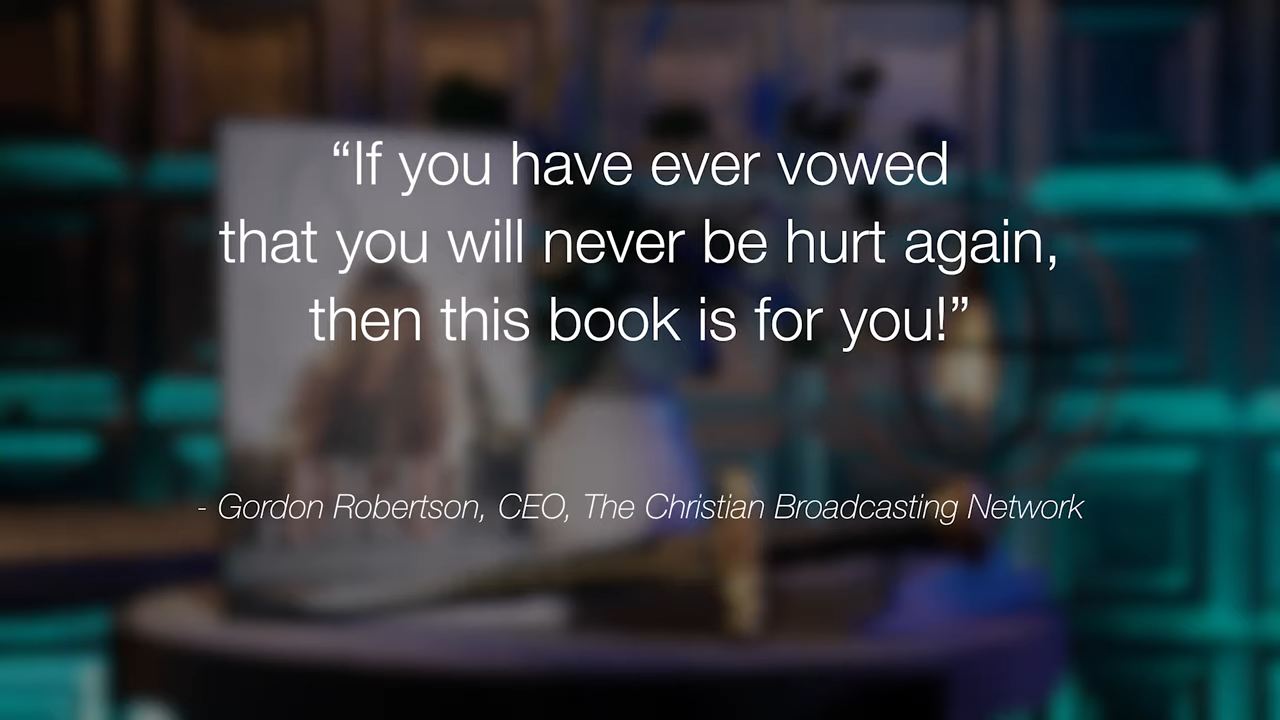 “If you have ever vowed
that you will never be hurt again,
then this book is for you!”
- Gordon Robertson, CEO, The Christian Broadcasting Network